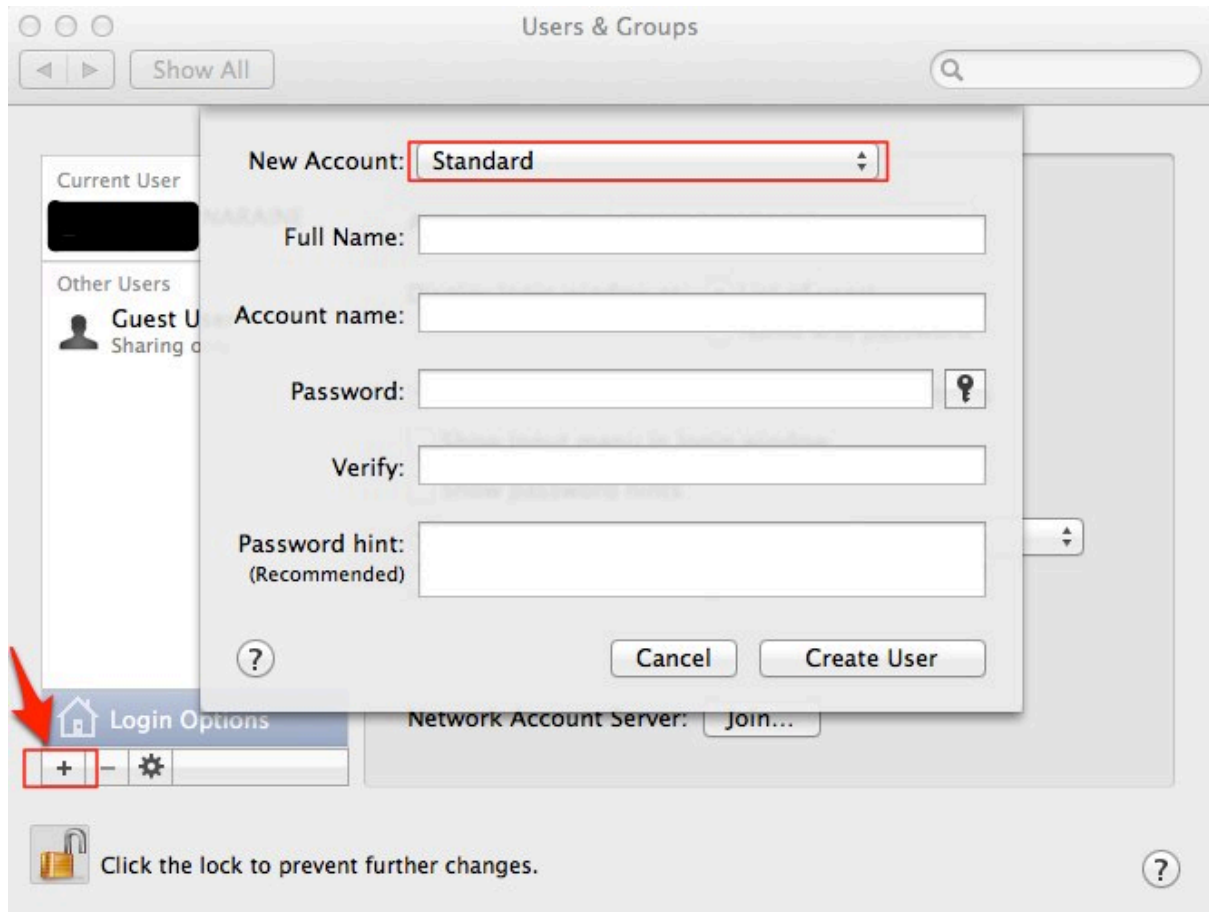 Users & Groups
Show All
New Account: Standard
Current User
Full Name:
Other Users
Guest U
Sharing o
Account name:
Password:
Verify:
Password hint:
(Recommended)
? Cancel Create User
Login Options
Network Account Server: Join...
+ −
Click the lock to prevent further changes. ?